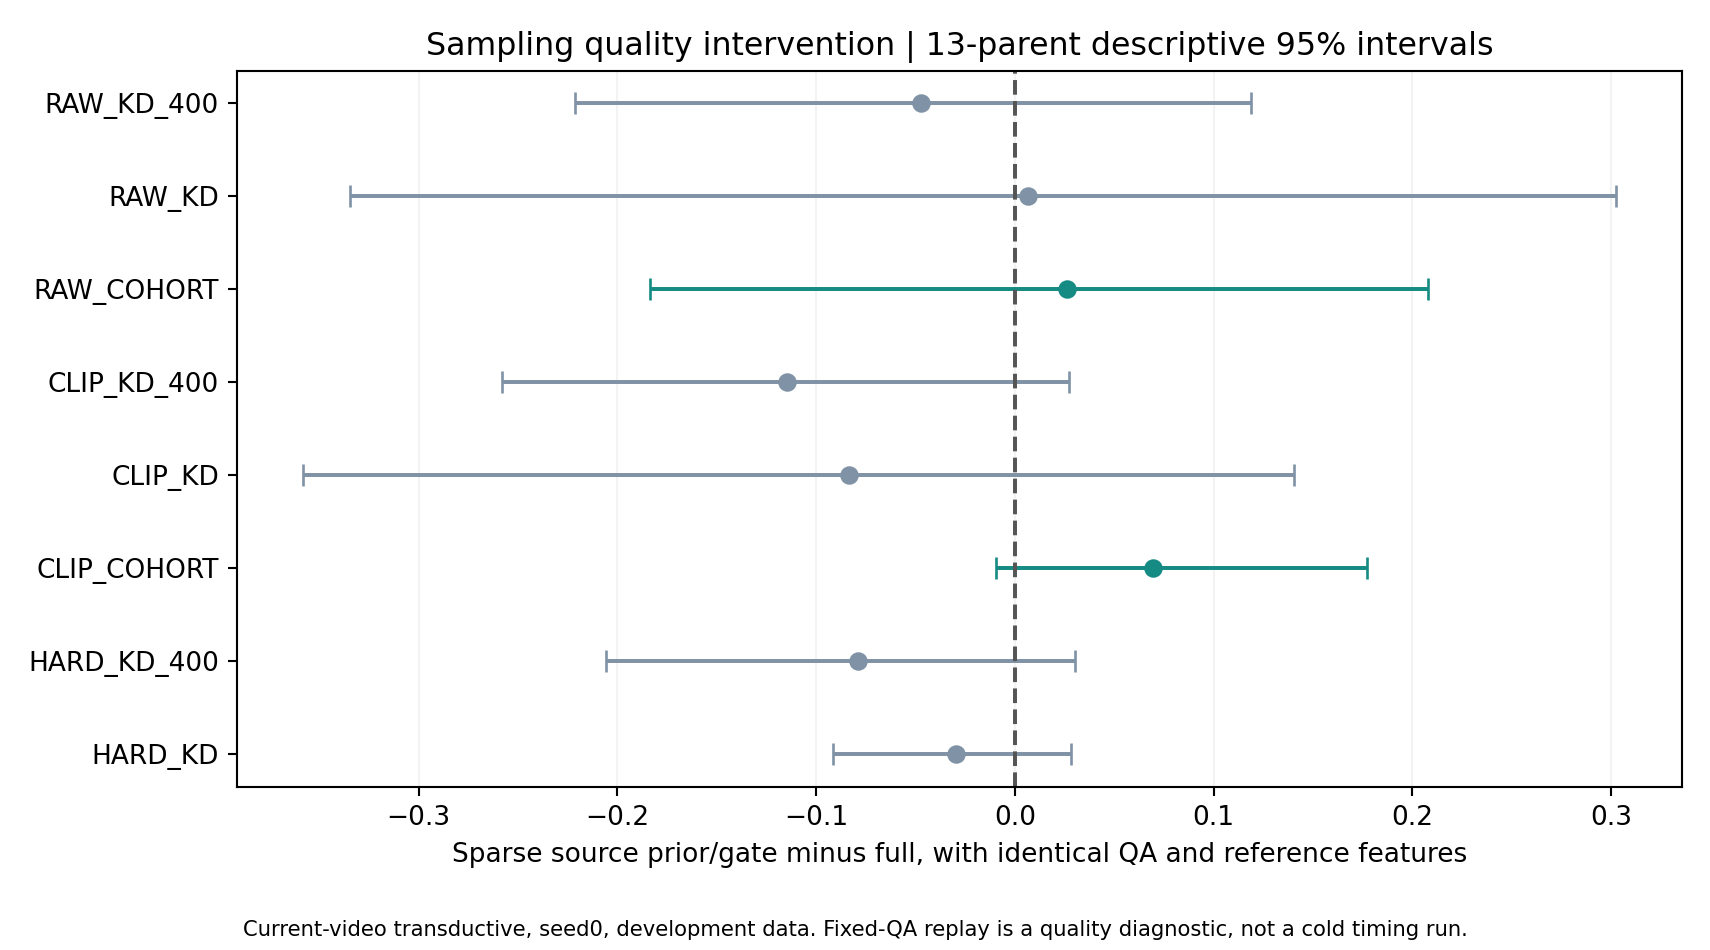 Sampling quality intervention | 13-parent descriptive 95% intervals
RAW_KD_400
RAW_KD
RAW_COHORT
CLIP_KD_400
CLIP_KD
CLIP_COHORT
HARD_KD_400
HARD_KD
−0.3 −0.2 −0.1 0.0 0.1 0.2 0.3
Sparse source prior/gate minus full, with identical QA and reference features
Current-video transductive, seed0, development data. Fixed-QA replay is a quality diagnostic, not a cold timing run.